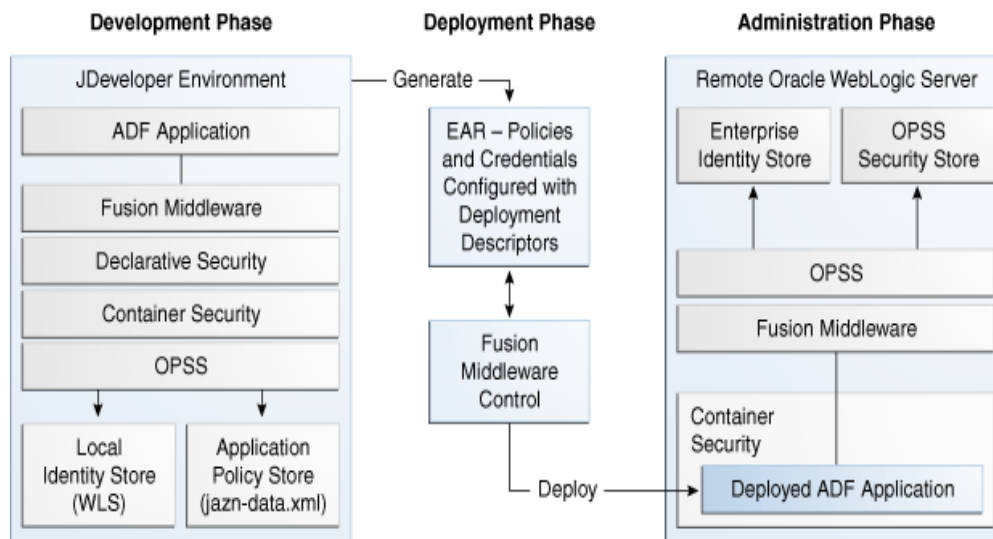 Development Phase
Deployment Phase
Administration Phase
JDeveloper Environment
ADF Application
Fusion Middleware
Declarative Security
Container Security
OPSS
Local
Identity Store
(WLS)
Application
Policy Store
(jazn-data.xml)
Generate
EAR – Policies
and Credentials
Configured with
Deployment
Descriptors
Fusion
Middleware
Control
Deploy
Remote Oracle WebLogic Server
Enterprise
Identity Store
OPSS
Security Store
OPSS
Fusion Middleware
Container
Security
Deployed ADF Application